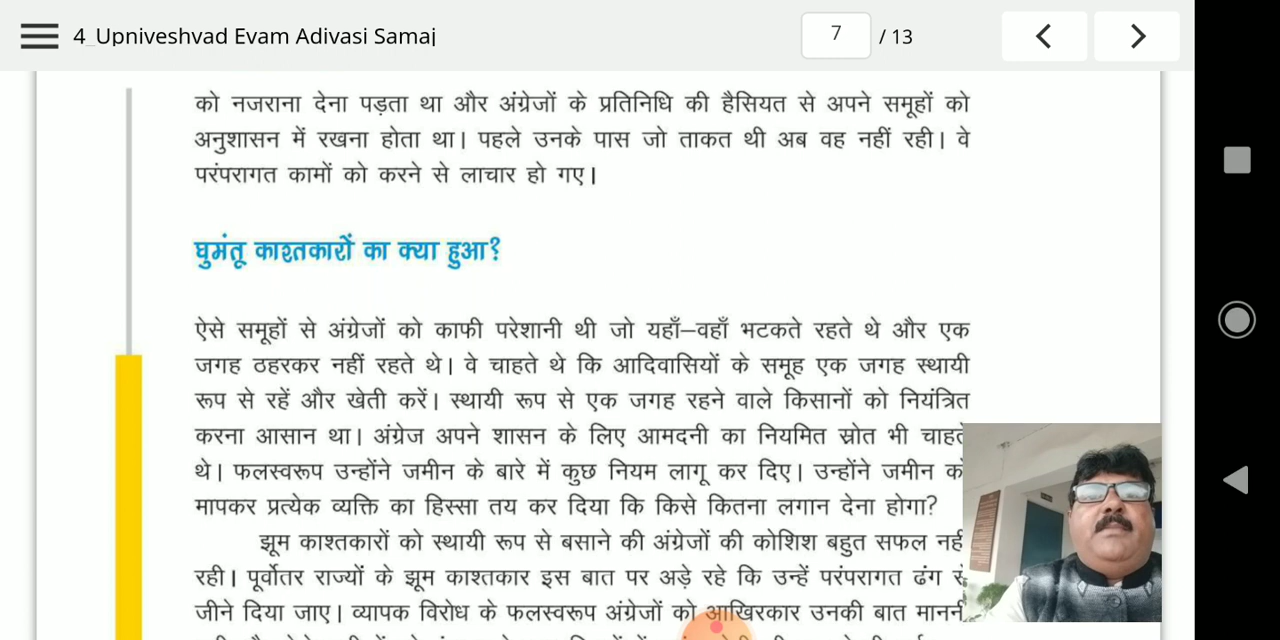 4_Upniveshvad Evam Adivasi Samaj
7 / 13
को नजराना देना पड़ता था और अंग्रेजों के प्रतिनिधि की हैसियत से अपने समूहों को
अनुशासन में रखना होता था। पहले उनके पास जो ताकत थी अब वह नहीं रही। वे
परंपरागत कामों को करने से लाचार हो गए।
घुमंतू काश्तकारों का क्या हुआ?
ऐसे समूहों से अंग्रेजों को काफी परेशानी थी जो यहाँ–वहाँ भटकते रहते थे और एक
जगह ठहरकर नहीं रहते थे। वे चाहते थे कि आदिवासियों के समूह एक जगह स्थायी
रूप से रहें और खेती करें। स्थायी रूप से एक जगह रहने वाले किसानों को नियंत्रित
करना आसान था। अंग्रेज अपने शासन के लिए आमदनी का नियमित स्रोत भी चाहते
थे। फलस्वरूप उन्होंने जमीन के बारे में कुछ नियम लागू कर दिए। उन्होंने जमीन को
मापकर प्रत्येक व्यक्ति का हिस्सा तय कर दिया कि किसे कितना लगान देना होगा?
झूम काश्तकारों को स्थायी रूप से बसाने की अंग्रेजों की कोशिश बहुत सफल नहीं
रही। पूर्वोतर राज्यों के झूम काश्तकार इस बात पर अड़े रहे कि उन्हें परंपरागत ढंग से
जीने दिया जाए। व्यापक विरोध के फलस्वरूप अंग्रेजों को आखिरकार उनकी बात माननी